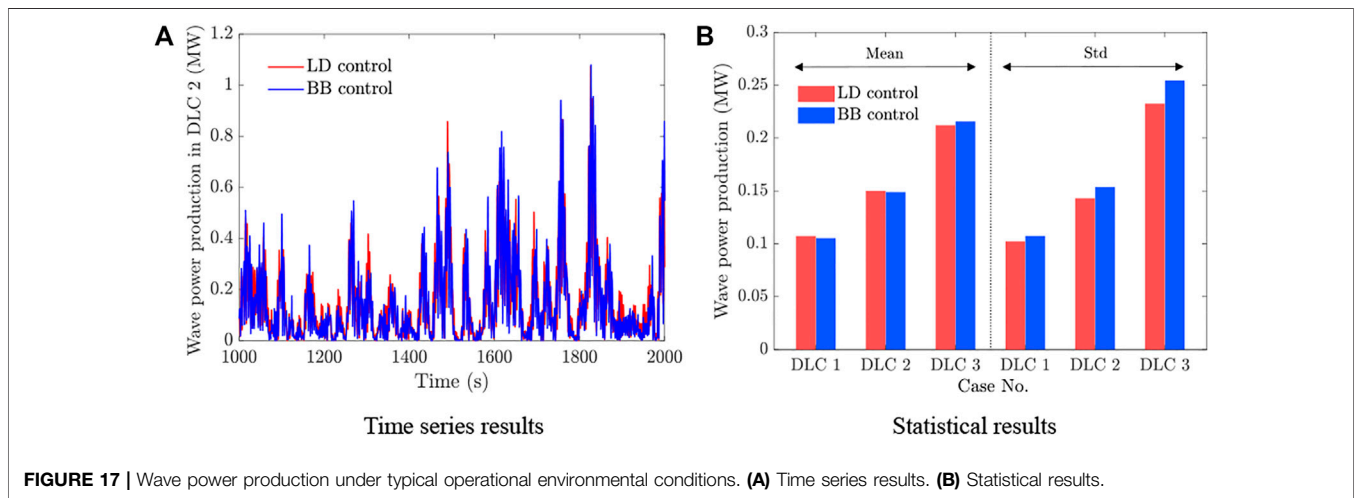 A
Wave power production in DLC 2 (MW)
1.2
1
0.8
0.6
0.4
0.2
0
LD control
BB control
1000 1200 1400 1600 1800 2000
Time (s)
Time series results
B
Wave power production (MW)
0.3
0.25
0.2
0.15
0.1
0.05
0
Mean Std
LD control
BB control
DLC 1 DLC 2 DLC 3 DLC 1 DLC 2 DLC 3
Case No.
Statistical results
FIGURE 17 | Wave power production under typical operational environmental conditions. (A) Time series results. (B) Statistical results.